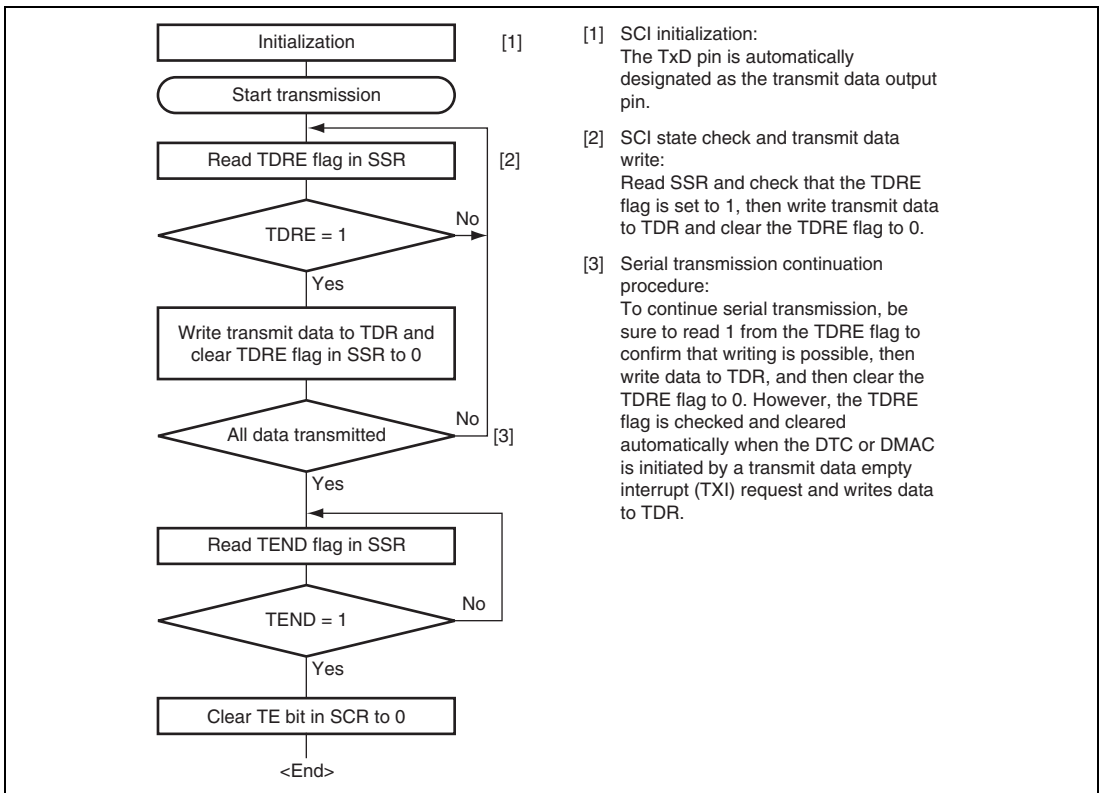 Initialization
[1]
Start transmission
Read TDRE flag in SSR
[2]
No
TDRE = 1
Yes
Write transmit data to TDR and
clear TDRE flag in SSR to 0
No
All data transmitted
[3]
Yes
Read TEND flag in SSR
No
TEND = 1
Yes
Clear TE bit in SCR to 0
<End>
[1] SCI initialization:
The TxD pin is automatically
designated as the transmit data output
pin.
[2] SCI state check and transmit data
write:
Read SSR and check that the TDRE
flag is set to 1, then write transmit data
to TDR and clear the TDRE flag to 0.
[3] Serial transmission continuation
procedure:
To continue serial transmission, be
sure to read 1 from the TDRE flag to
confirm that writing is possible, then
write data to TDR, and then clear the
TDRE flag to 0. However, the TDRE
flag is checked and cleared
automatically when the DTC or DMAC
is initiated by a transmit data empty
interrupt (TXI) request and writes data
to TDR.